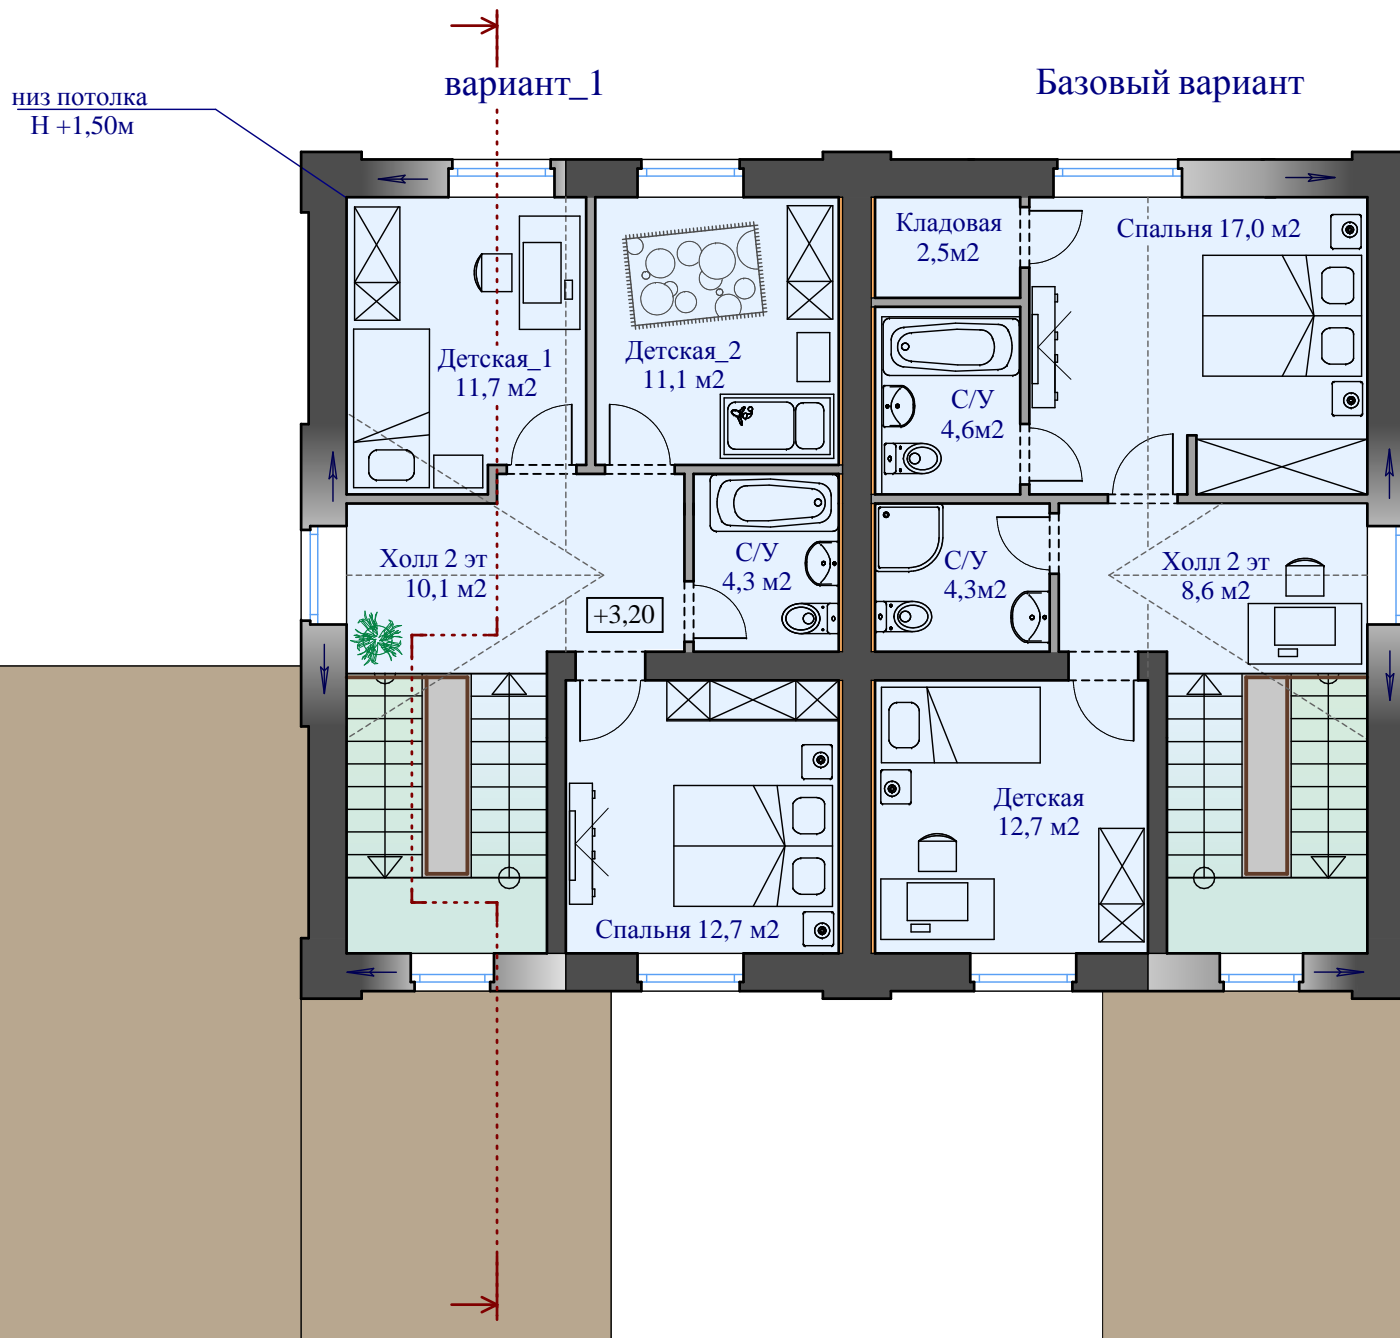 вариант_1
Базовый вариант
низ потолка
Н +1,50м
Детская_1
11,7 м2
Детская_2
11,1 м2
Холл 2 эт
10,1 м2
+3,20
С/У
4,3 м2
Спальня 12,7 м2
Кладовая
2,5м2
Спальня 17,0 м2
С/У
4,6м2
С/У
4,3м2
Холл 2 эт
8,6 м2
Детская
12,7 м2